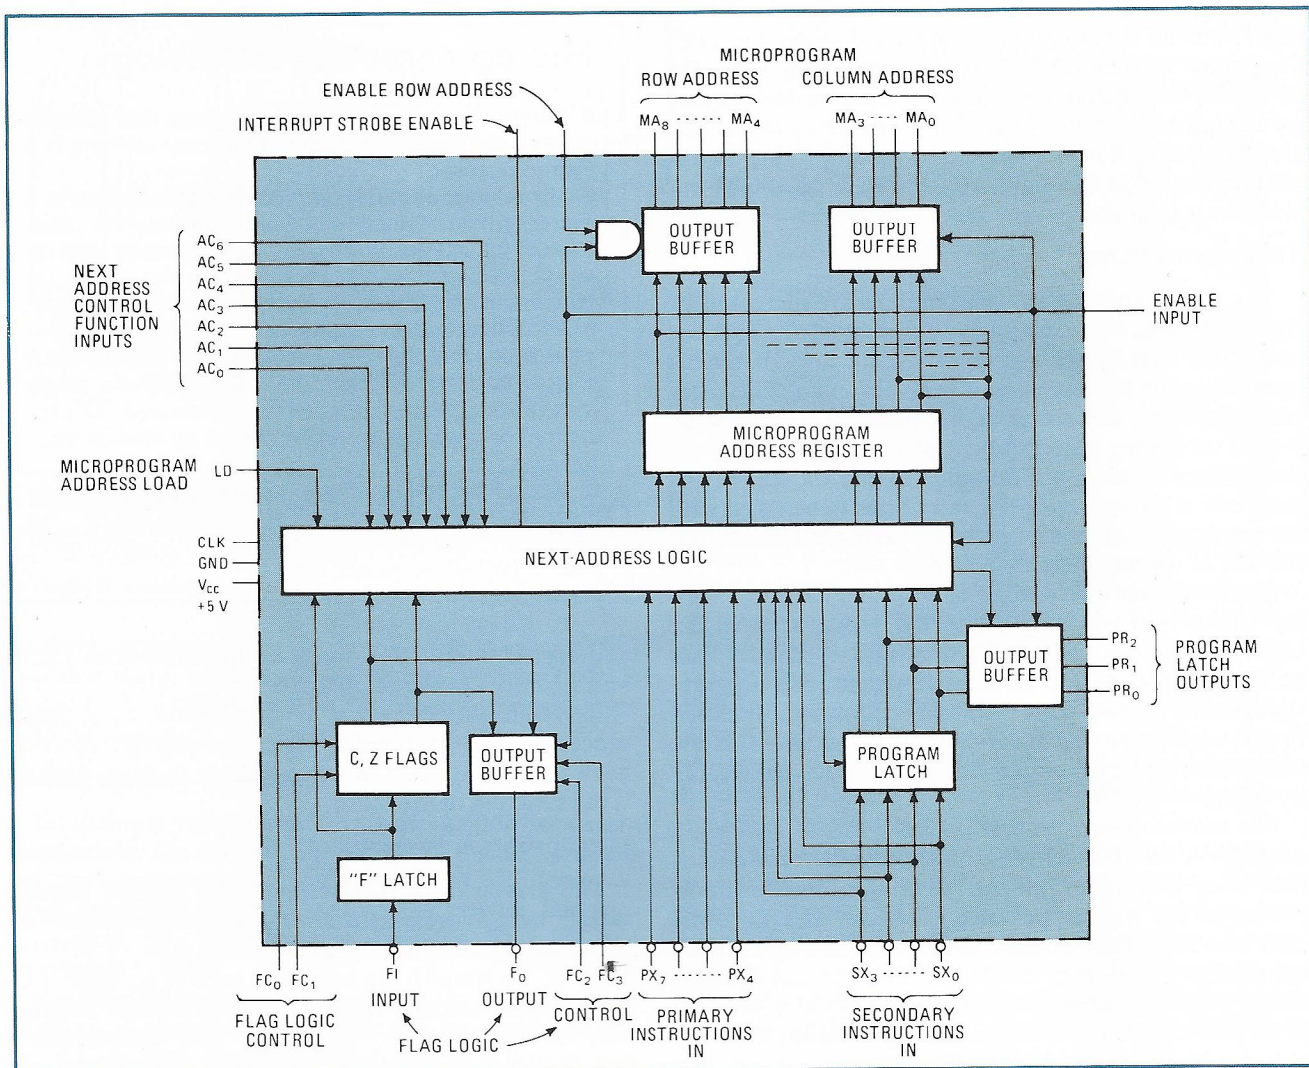 MICROPROGRAM
ROW ADDRESS
COLUMN ADDRESS
ENABLE ROW ADDRESS
INTERRUPT STROBE ENABLE
MA8 ------ MA4
MA3 ---- MA0
OUTPUT
BUFFER
OUTPUT
BUFFER
NEXT
ADDRESS
CONTROL
FUNCTION
INPUTS
AC6
AC5
AC4
AC3
AC2
AC1
AC0
ENABLE
INPUT
MICROPROGRAM
ADDRESS REGISTER
MICROPROGRAM
ADDRESS LOAD
LD
CLK
GND
VCC
+5 V
NEXT-ADDRESS LOGIC
OUTPUT
BUFFER
PR2
PR1
PR0
PROGRAM
LATCH
OUTPUTS
C, Z FLAGS
OUTPUT
BUFFER
PROGRAM
LATCH
"F" LATCH
FC0 FC1
FLAG LOGIC
CONTROL
FI
INPUT
F0
OUTPUT
FLAG LOGIC
FC2 FC3
CONTROL
PX7 ------- PX4
PRIMARY
INSTRUCTIONS
IN
SX3 ------ SX0
SECONDARY
INSTRUCTIONS
IN